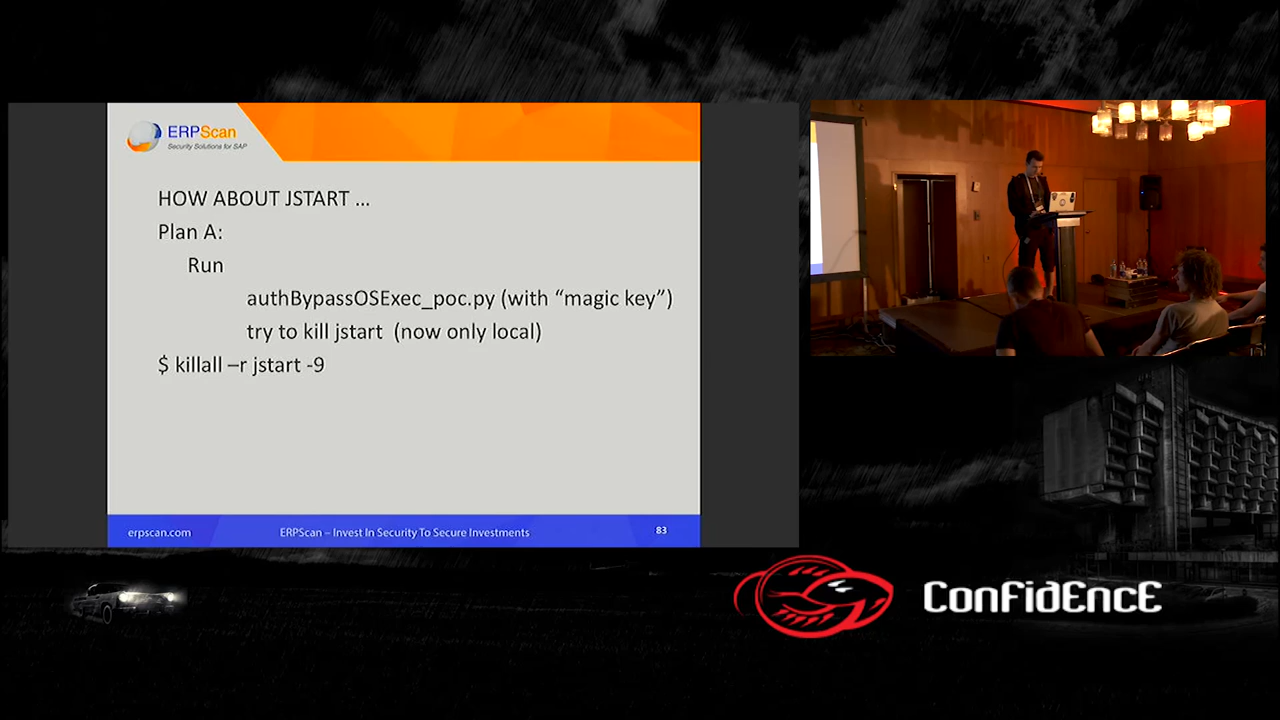 ERPScan
Security Solutions for SAP
HOW ABOUT JSTART ...
Plan A:
Run
authBypassOSExec_poc.py (with “magic key”)
try to kill jstart (now only local)
$ killall –r jstart -9
erpscan.com
ERPScan – Invest In Security To Secure Investments
83
ConFidEncE